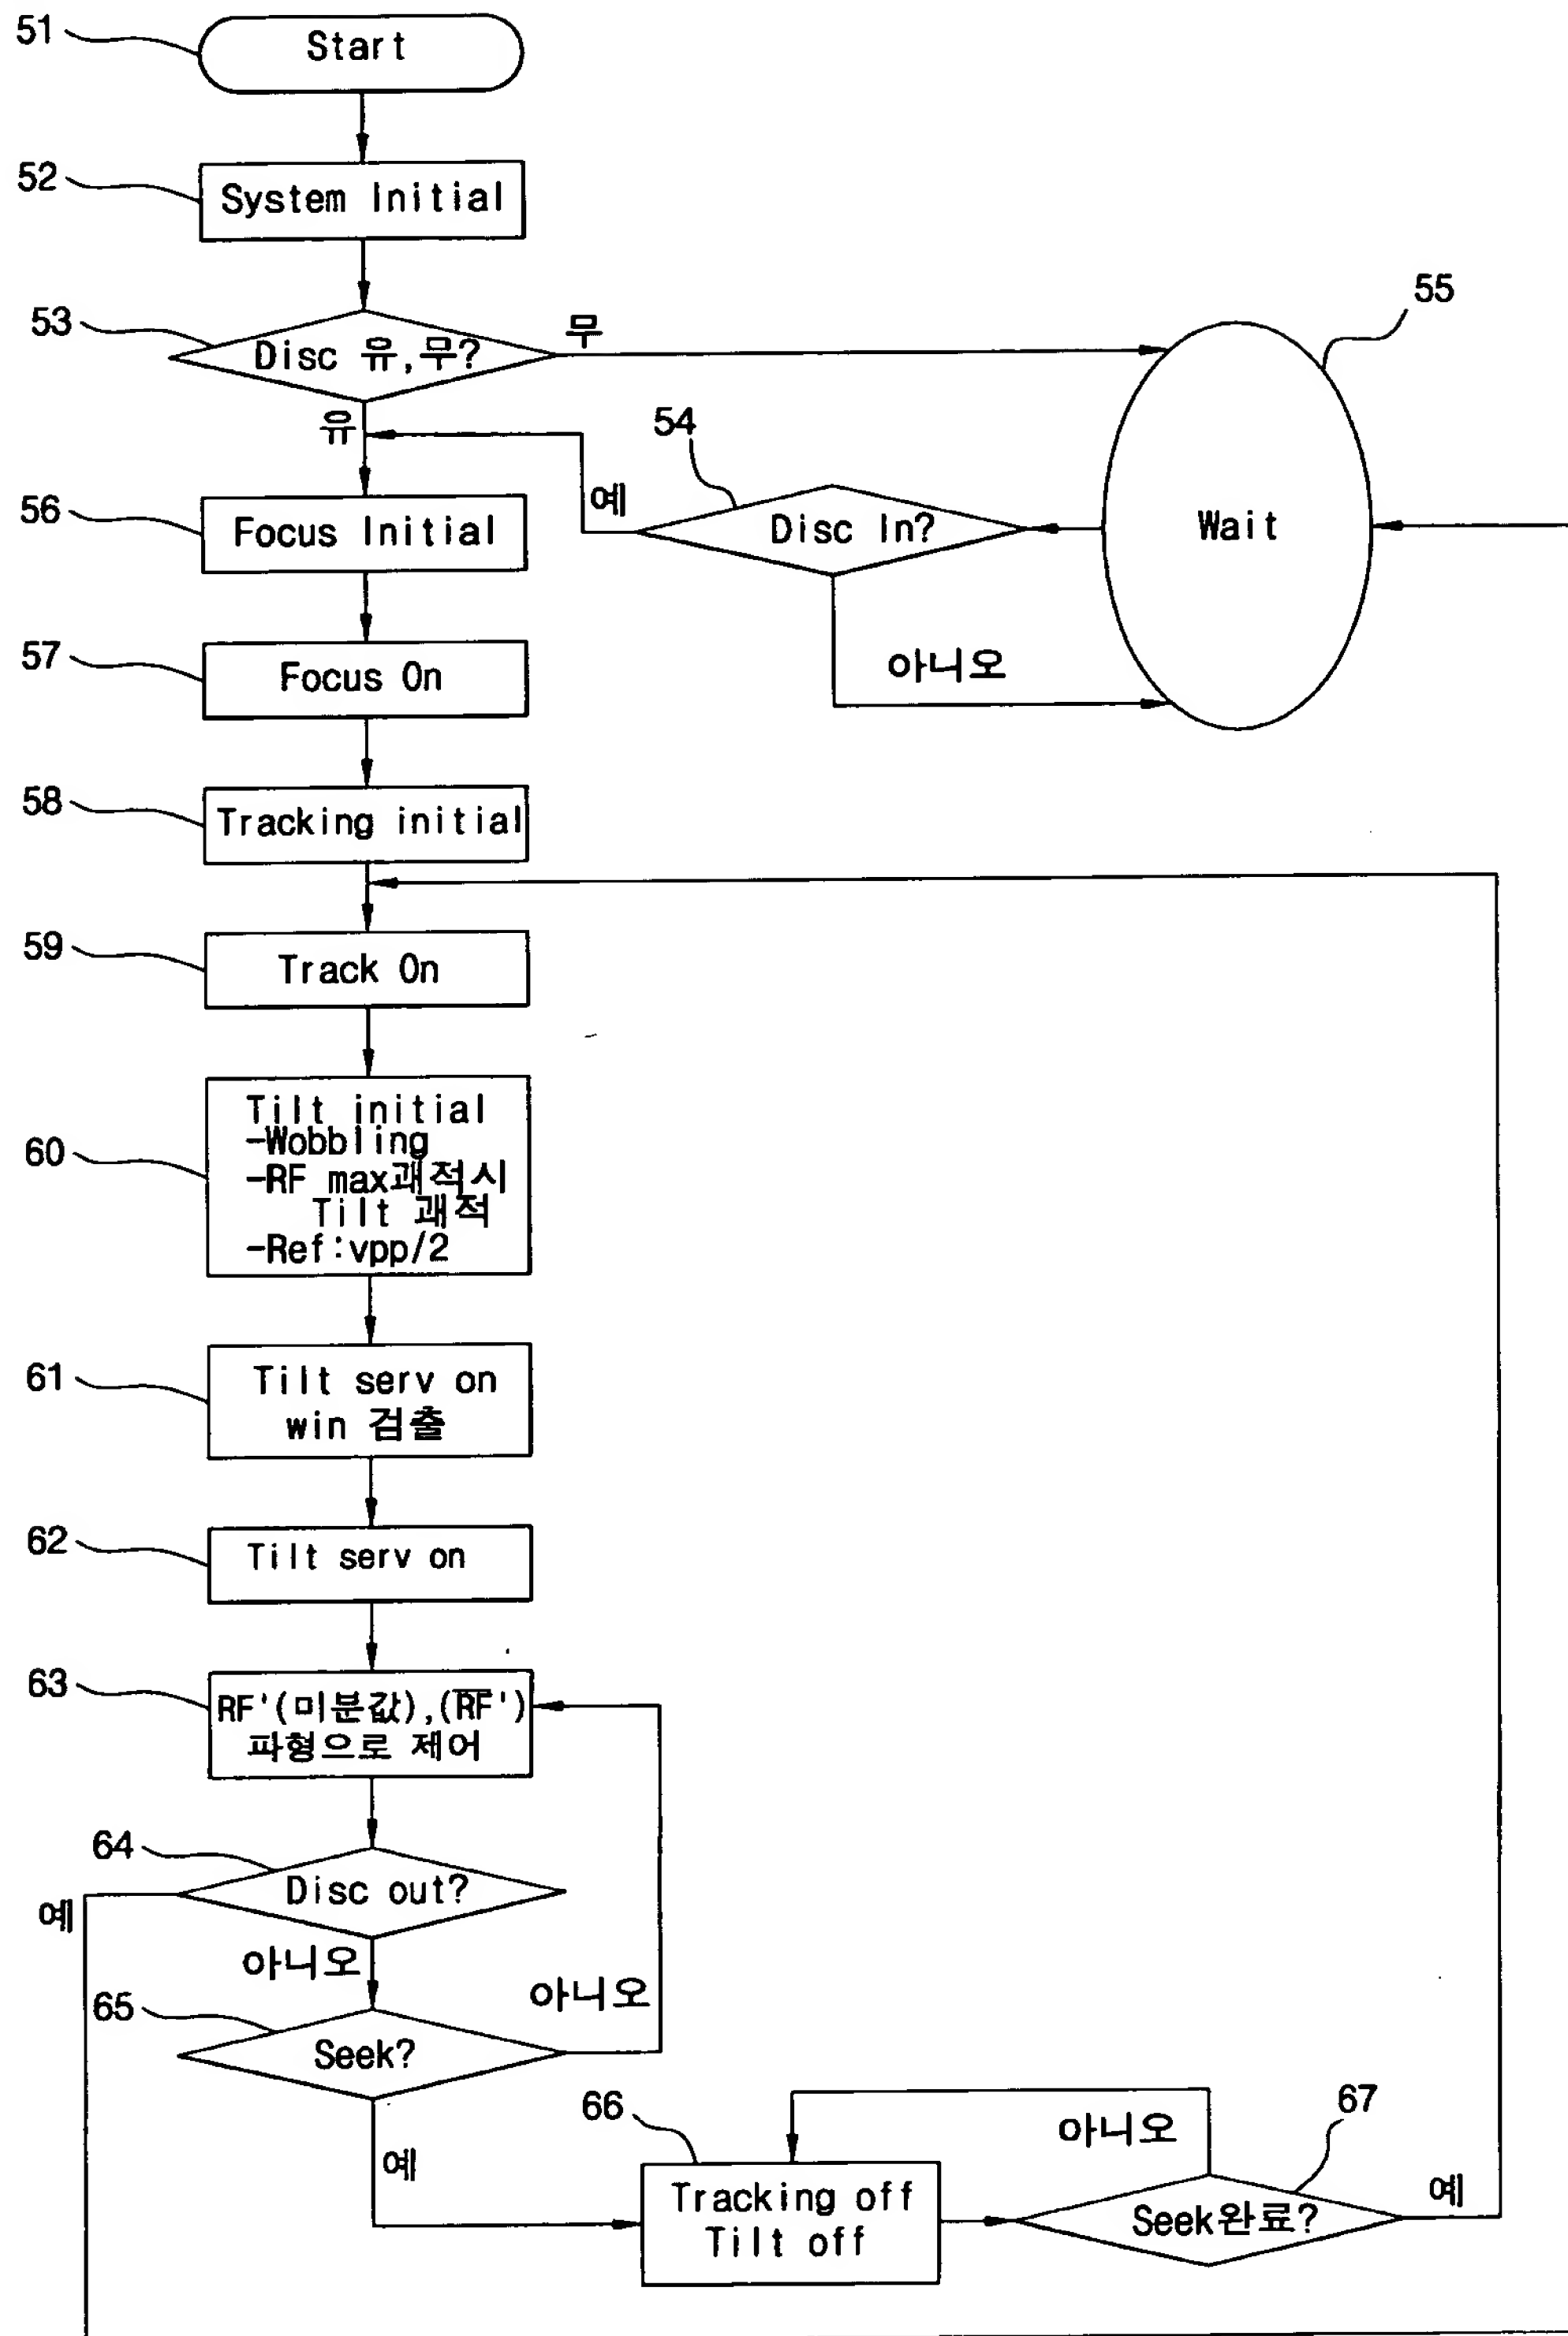 51
Start
52
System Initial
53
Disc 유,무?
무
55
유
54
예
Disc In?
Wait
56
Focus Initial
아니오
57
Focus On
58
Tracking initial
59
Track On
60
Tilt initial
-Wobbling
-RF max괘적시
Tilt 괘적
-Ref:vpp/2
61
Tilt serv on
win 검출
62
Tilt serv on
63
RF'(미분값),(R̅F̅')
파형으로 제어
64
Disc out?
예
아니오
아니오
65
Seek?
예
66
Tracking off
Tilt off
아니오
67
Seek완료?
예